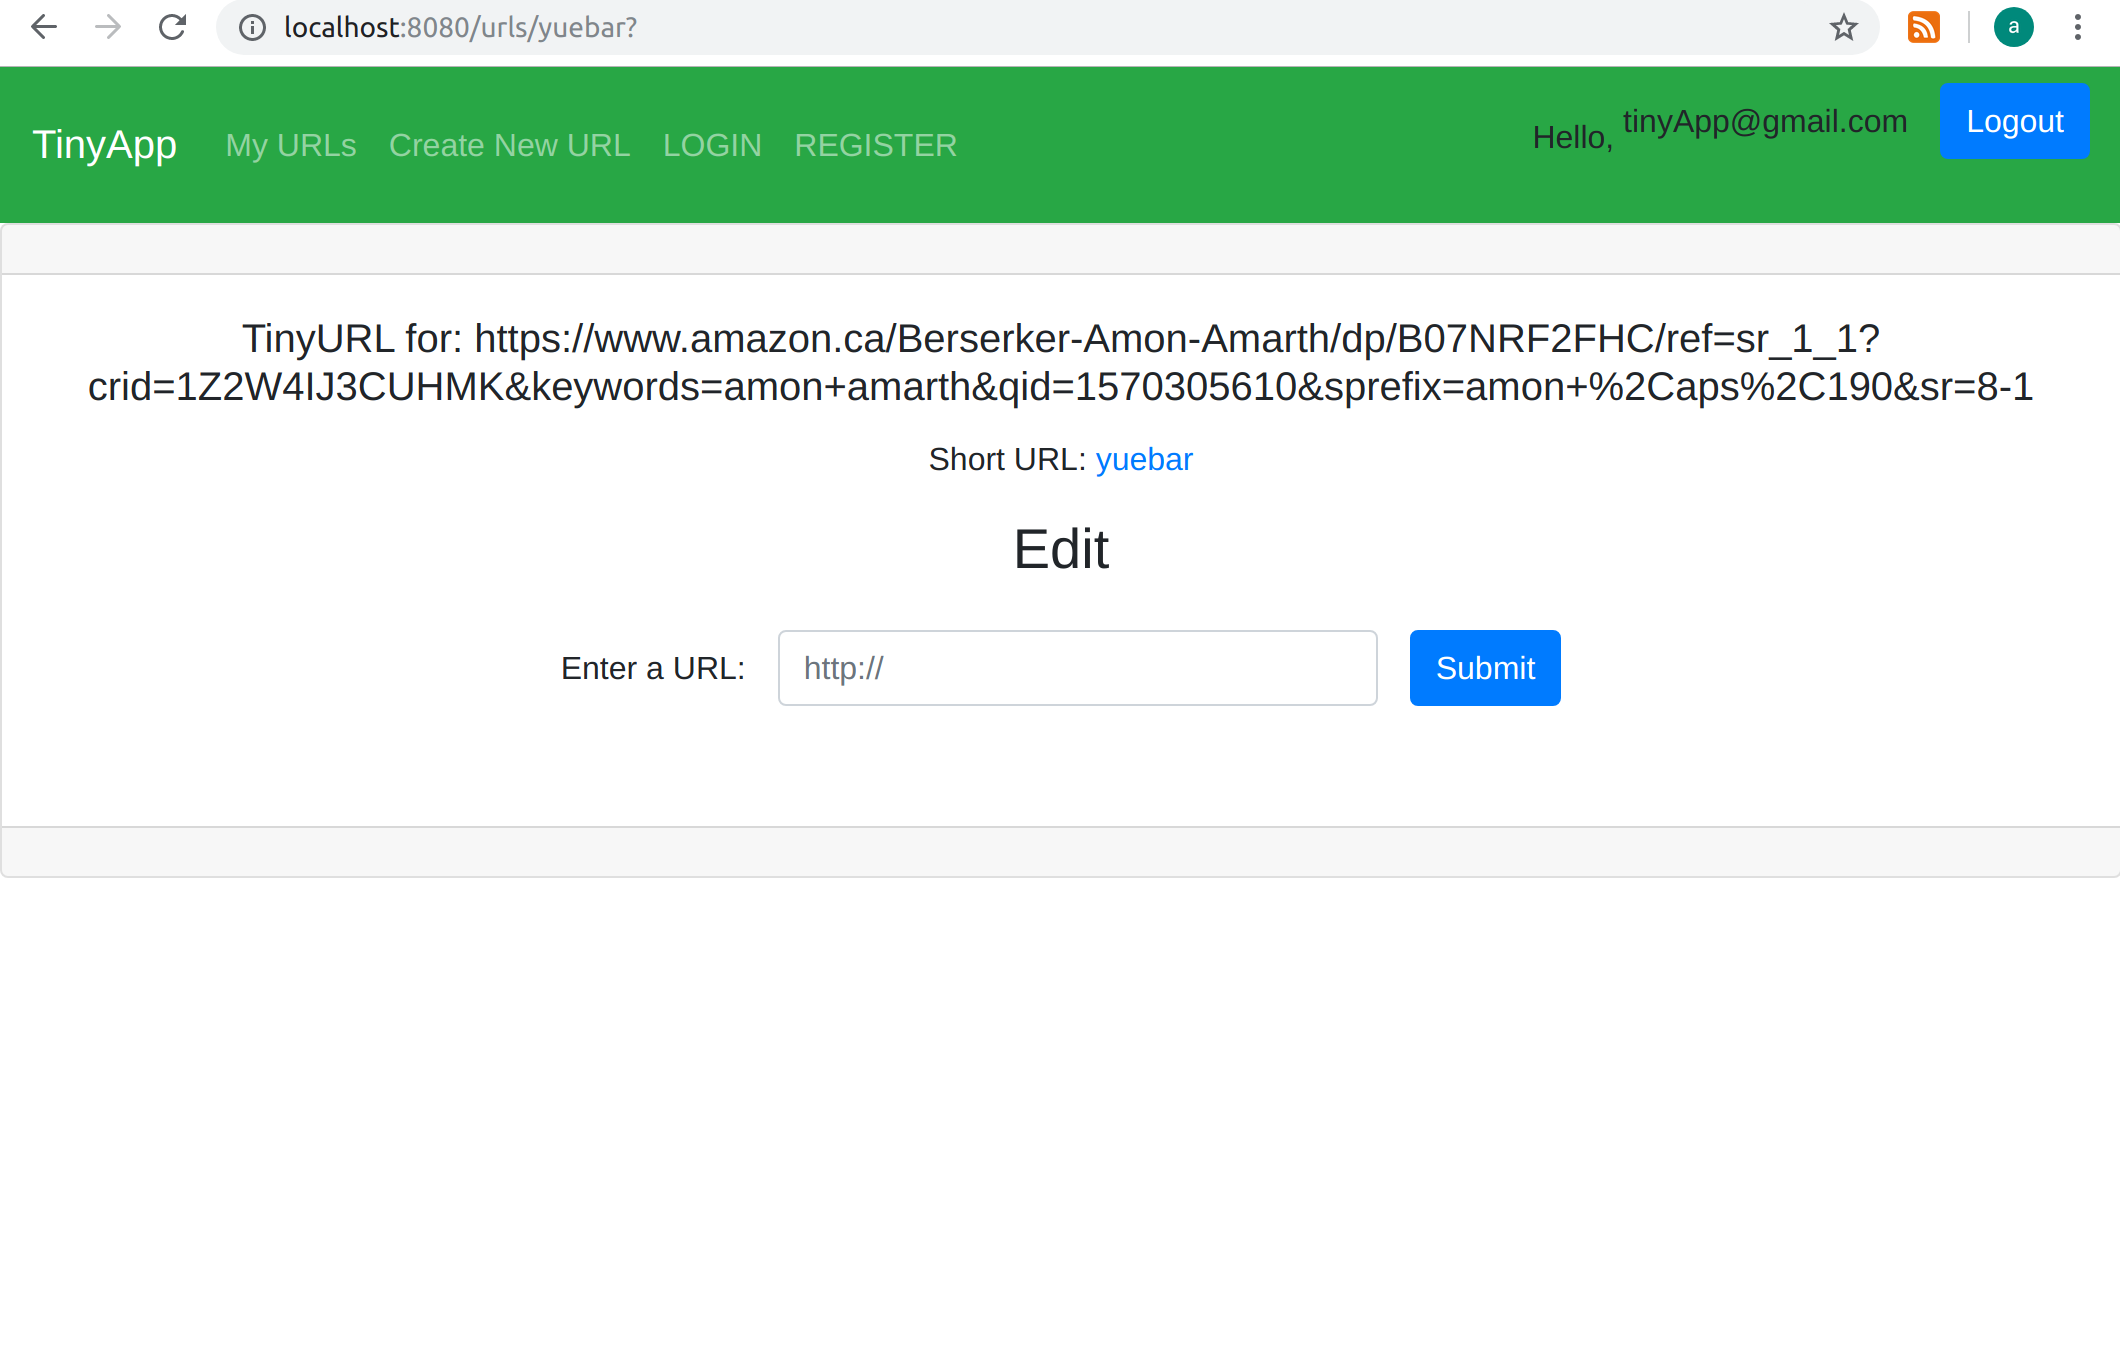 localhost:8080/urls/yuebar?
a
TinyApp My URLs Create New URL LOGIN REGISTER Hello, tinyApp@gmail.com Logout
TinyURL for: https://www.amazon.ca/Berserker-Amon-Amarth/dp/B07NRF2FHC/ref=sr_1_1?
crid=1Z2W4IJ3CUHMK&keywords=amon+amarth&qid=1570305610&sprefix=amon+%2Caps%2C190&sr=8-1
Short URL: yuebar
Edit
Enter a URL: http:// Submit